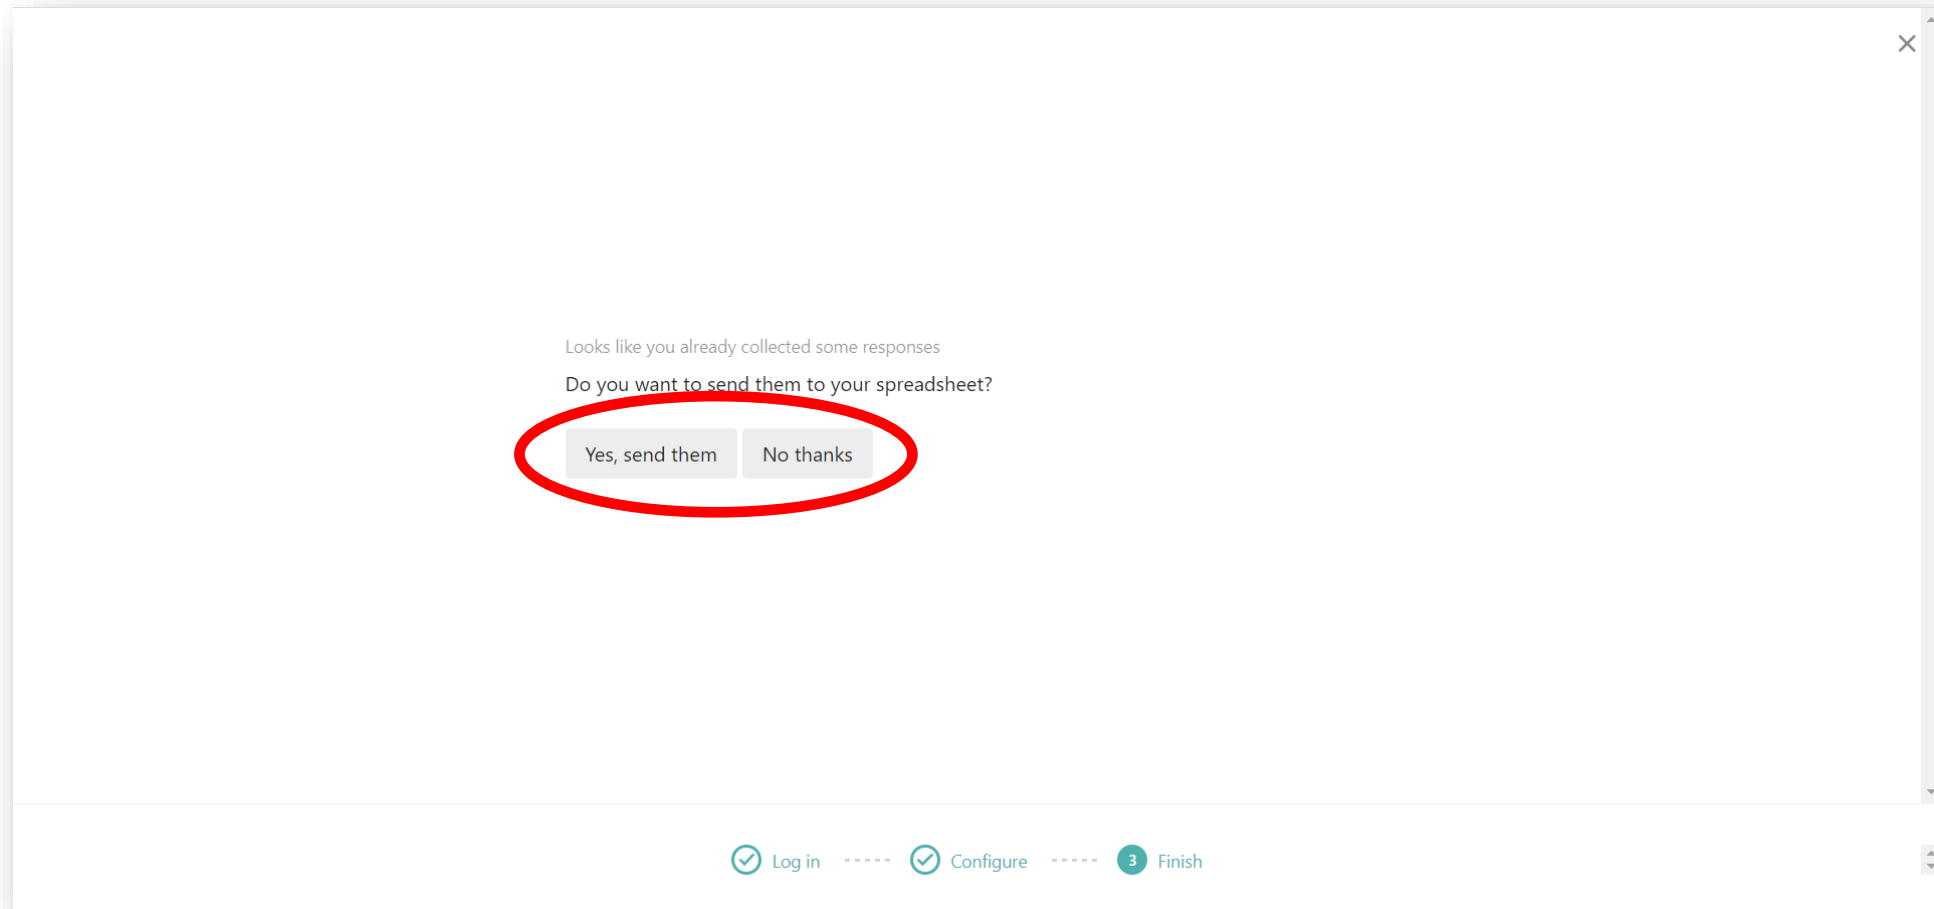 Looks like you already collected some responses
Do you want to send them to your spreadsheet?
Yes, send them No thanks
Log in Configure 3 Finish